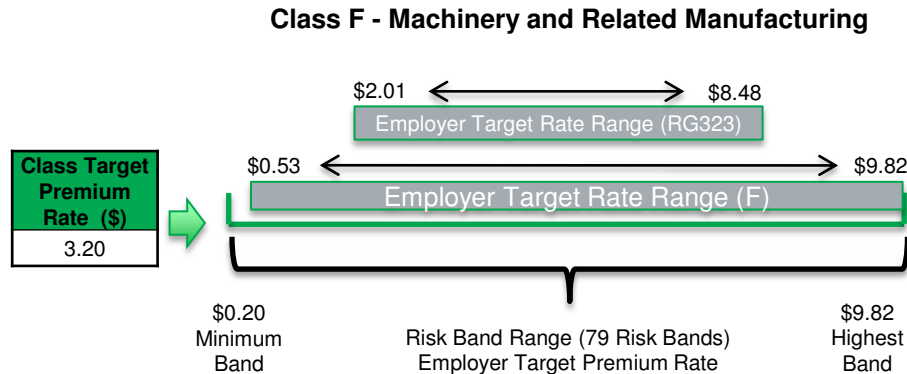 Class F - Machinery and Related Manufacturing
$2.01
$8.48
Employer Target Rate Range (RG323)
$0.53
$9.82
Employer Target Rate Range (F)
Class Target
Premium
Rate ($)
3.20
$0.20
Minimum
Band
Risk Band Range (79 Risk Bands)
Employer Target Premium Rate
$9.82
Highest
Band